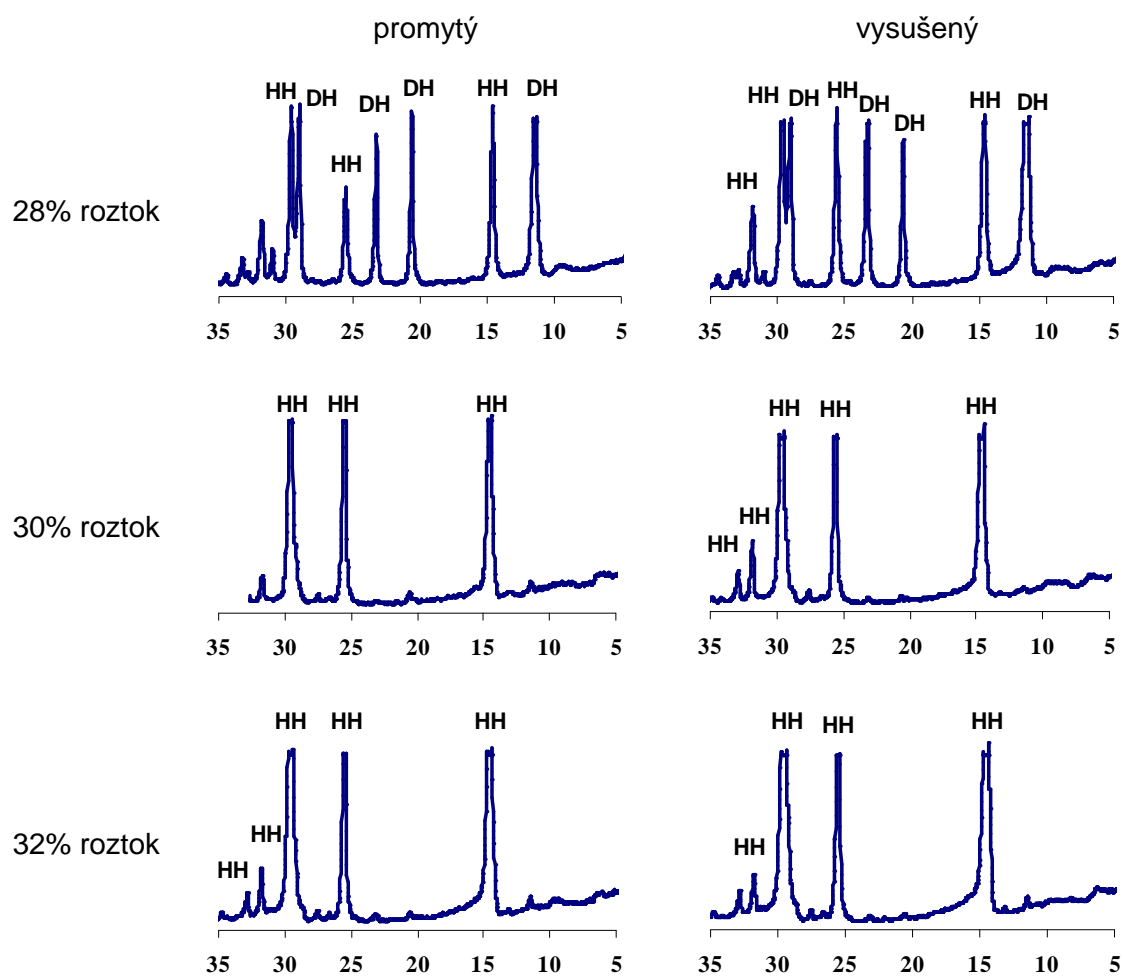 promytý vysušený
28% roztok
HH DH HH DH DH HH DH
HH HH DH HH DH DH HH DH
35 30 25 20 15 10 5
35 30 25 20 15 10 5
30% roztok
HH HH HH
HH HH HH HH HH
35 30 25 20 15 10 5
35 30 25 20 15 10 5
32% roztok
HH HH HH HH HH
HH HH HH HH
35 30 25 20 15 10 5
35 30 25 20 15 10 5